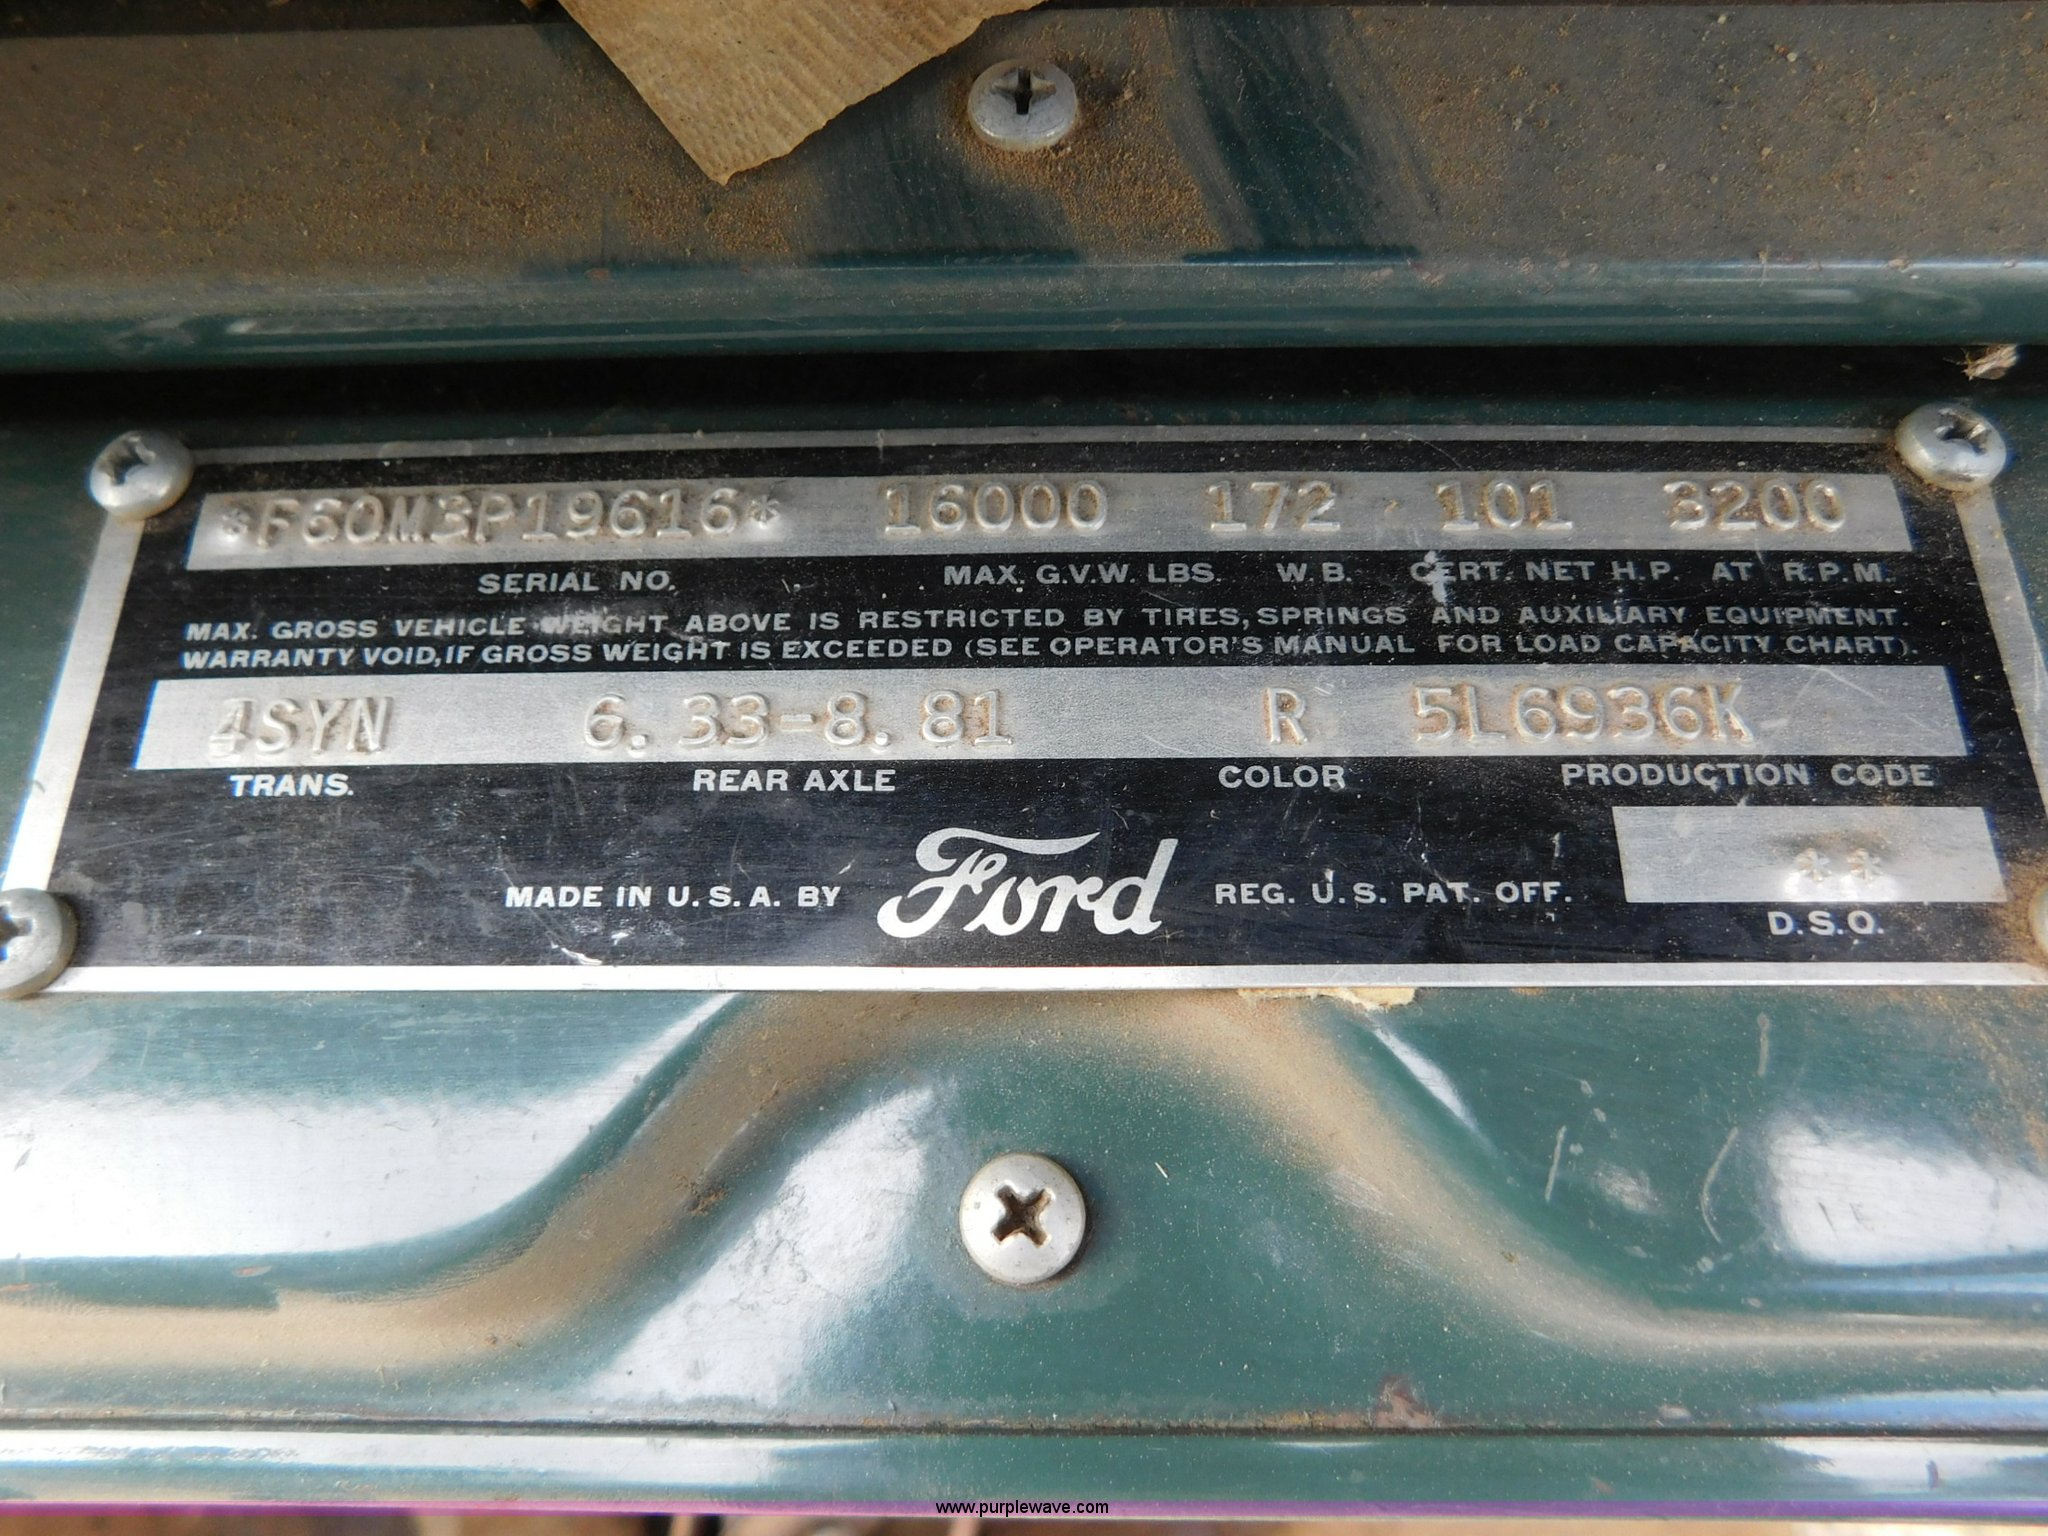 *F60M3P19616* 16000 172 101 3200
SERIAL NO. MAX. G.V.W. LBS. W.B. CERT. NET H.P. AT R.P.M.
MAX. GROSS VEHICLE WEIGHT ABOVE IS RESTRICTED BY TIRES, SPRINGS AND AUXILIARY EQUIPMENT.
WARRANTY VOID, IF GROSS WEIGHT IS EXCEEDED (SEE OPERATOR'S MANUAL FOR LOAD CAPACITY CHART).
4SYN 6.33-8.81 R 5L6936K
TRANS. REAR AXLE COLOR PRODUCTION CODE
**
MADE IN U.S.A. BY Ford REG. U.S. PAT. OFF.
D.S.O.
www.purplewave.com